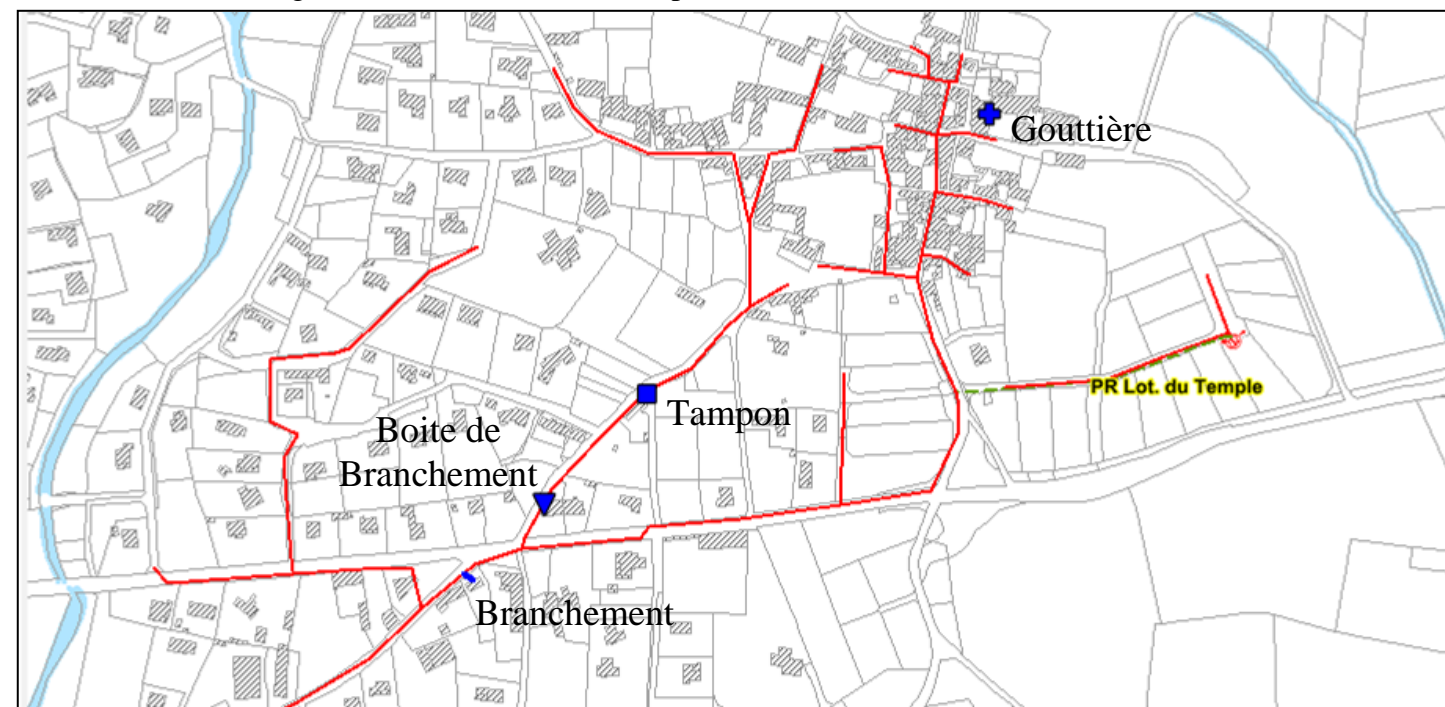 Gouttière
PR Lot. du Temple
Tampon
Boite de
Branchement
Branchement